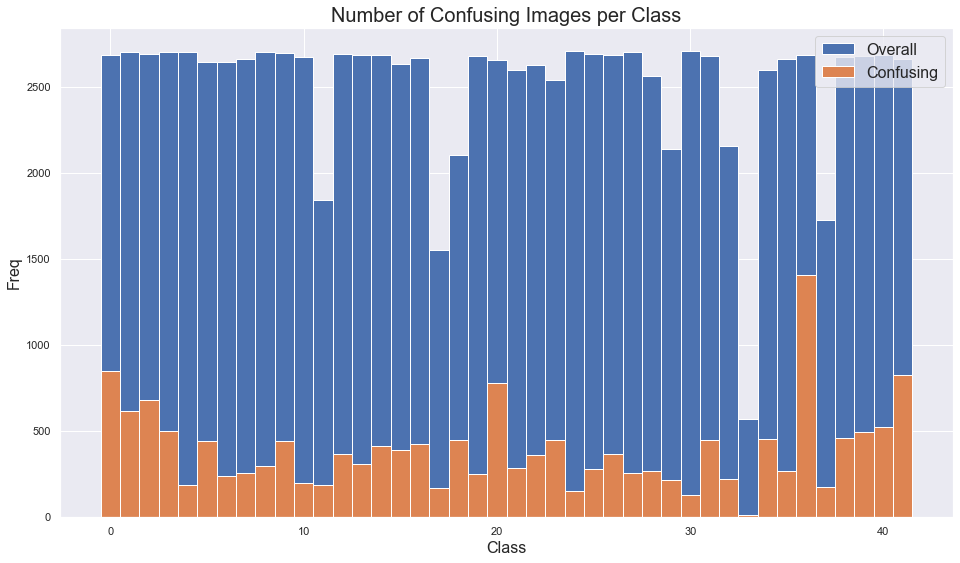 Number of Confusing Images per Class
Overall
Confusing
Freq
2500
2000
1500
1000
500
0
0 10 20 30 40
Class